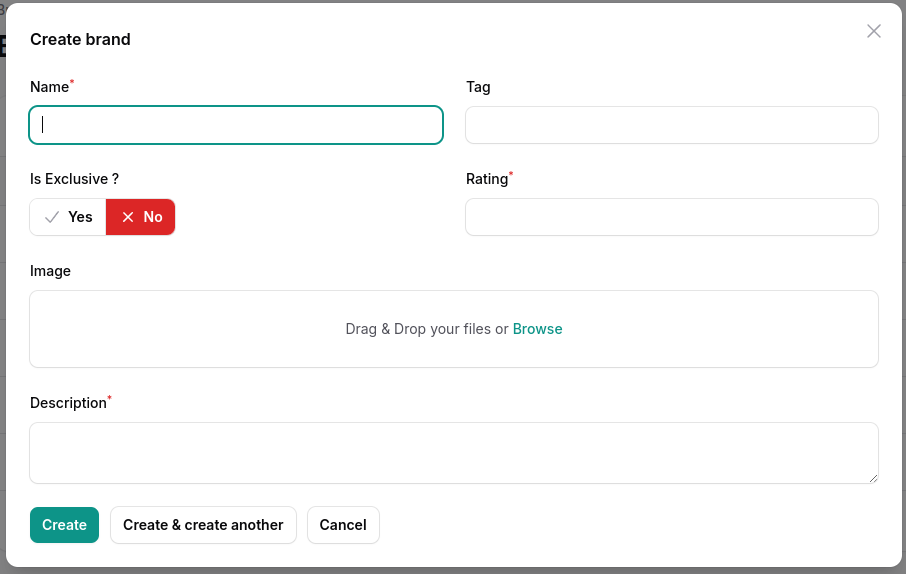 Create brand
Name*
Tag
Is Exclusive ?
Rating*
Yes
No
Image
Drag & Drop your files or Browse
Description*
Create
Create & create another
Cancel